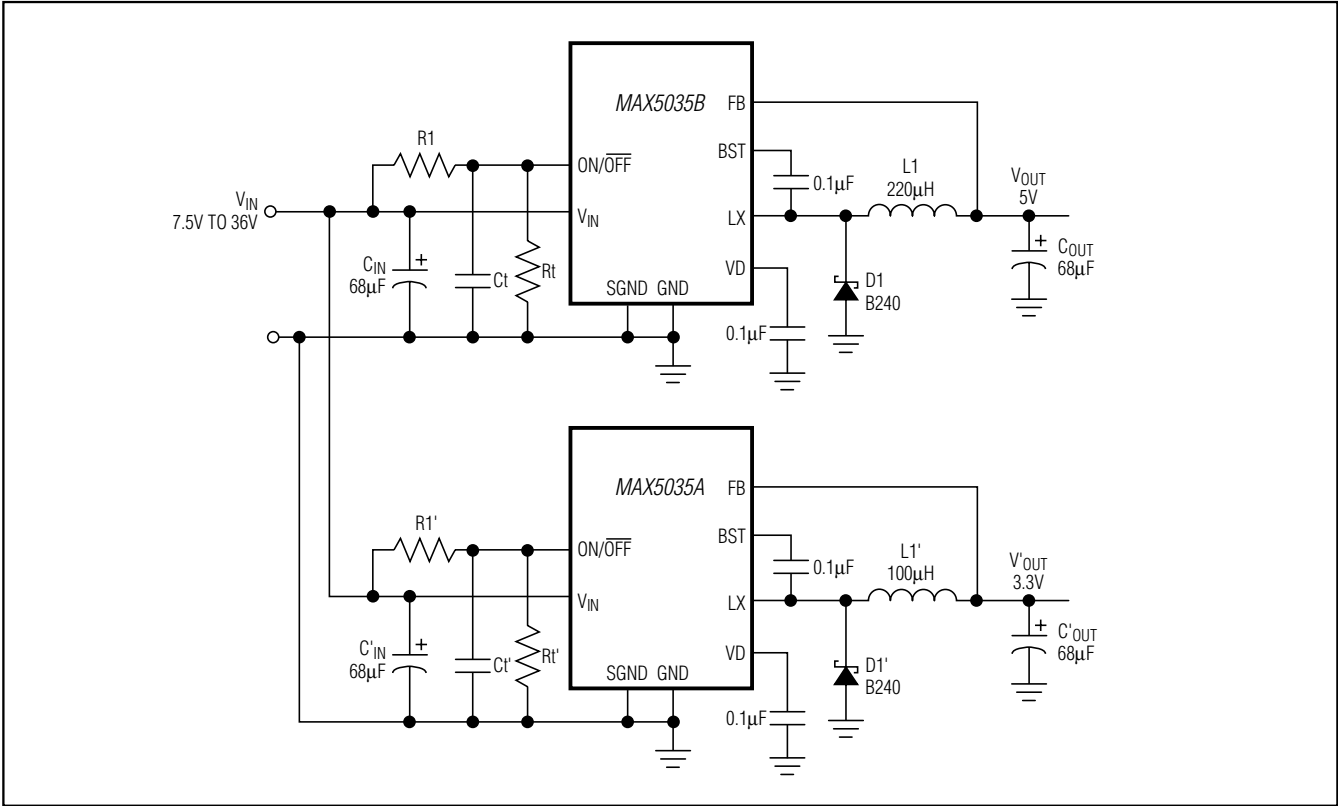 MAX5035B
FB
BST
ON/OFF
V_IN
LX
VD
SGND GND
R1
V_IN
7.5V TO 36V
C_IN
+
68µF
Ct
Rt
0.1µF
L1
220µH
V_OUT
5V
+
C_OUT
68µF
D1
B240
0.1µF
MAX5035A
FB
BST
ON/OFF
V_IN
LX
VD
SGND GND
R1'
C'_IN
+
68µF
Ct'
Rt'
0.1µF
L1'
100µH
V'_OUT
3.3V
+
C'_OUT
68µF
D1'
B240
0.1µF